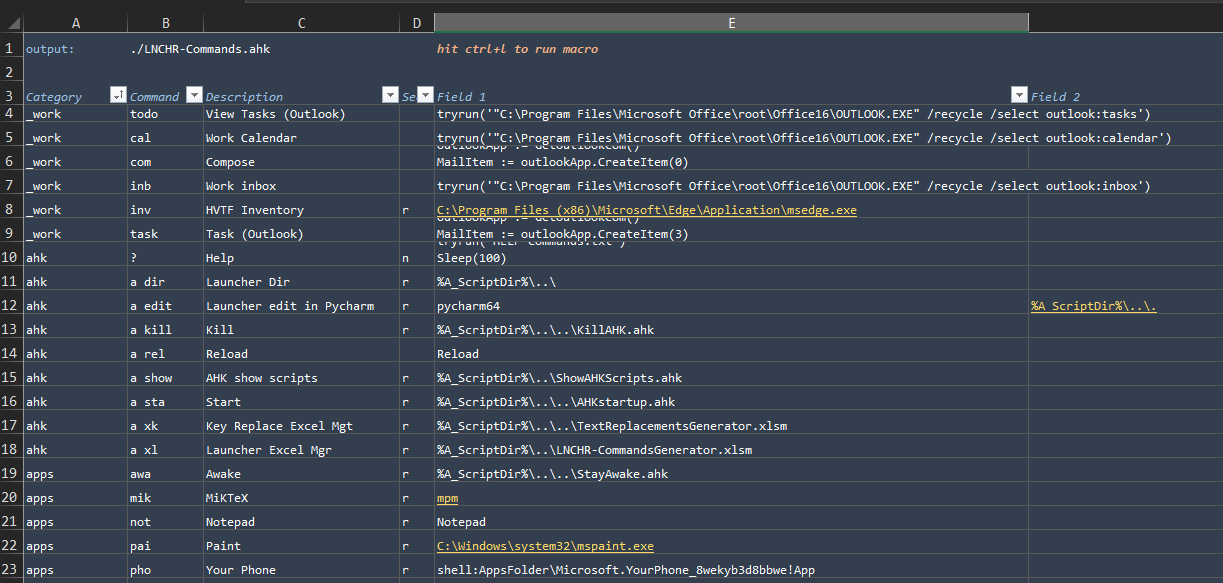 A B C D E
1 output: ./LNCHR-Commands.ahk hit ctrl+l to run macro
2
3 Category Command Description Se Field 1 Field 2
4 _work todo View Tasks (Outlook) tryrun('"C:\Program Files\Microsoft Office\root\Office16\OUTLOOK.EXE" /recycle /select outlook:tasks')
5 _work cal Work Calendar tryrun('"C:\Program Files\Microsoft Office\root\Office16\OUTLOOK.EXE" /recycle /select outlook:calendar')
6 _work com Compose MailItem := outlookApp.CreateItem(0)
7 _work inb Work inbox tryrun('"C:\Program Files\Microsoft Office\root\Office16\OUTLOOK.EXE" /recycle /select outlook:inbox')
8 _work inv HVTF Inventory r C:\Program Files (x86)\Microsoft\Edge\Application\msedge.exe
9 _work task Task (Outlook) MailItem := outlookApp.CreateItem(3)
10 ahk ? Help n Sleep(100)
11 ahk a dir Launcher Dir r %A_ScriptDir%\..\
12 ahk a edit Launcher edit in Pycharm r pycharm64 %A_ScriptDir%\..\.
13 ahk a kill Kill r %A_ScriptDir%\..\..\KillAHK.ahk
14 ahk a rel Reload Reload
15 ahk a show AHK show scripts r %A_ScriptDir%\..\ShowAHKScripts.ahk
16 ahk a sta Start r %A_ScriptDir%\..\..\AHKstartup.ahk
17 ahk a xk Key Replace Excel Mgt r %A_ScriptDir%\..\..\TextReplacementsGenerator.xlsm
18 ahk a xl Launcher Excel Mgr r %A_ScriptDir%\..\LNCHR-CommandsGenerator.xlsm
19 apps awa Awake r %A_ScriptDir%\..\..\StayAwake.ahk
20 apps mik MiKTeX r mpm
21 apps not Notepad r Notepad
22 apps pai Paint r C:\Windows\system32\mspaint.exe
23 apps pho Your Phone r shell:AppsFolder\Microsoft.YourPhone_8wekyb3d8bbwe!App